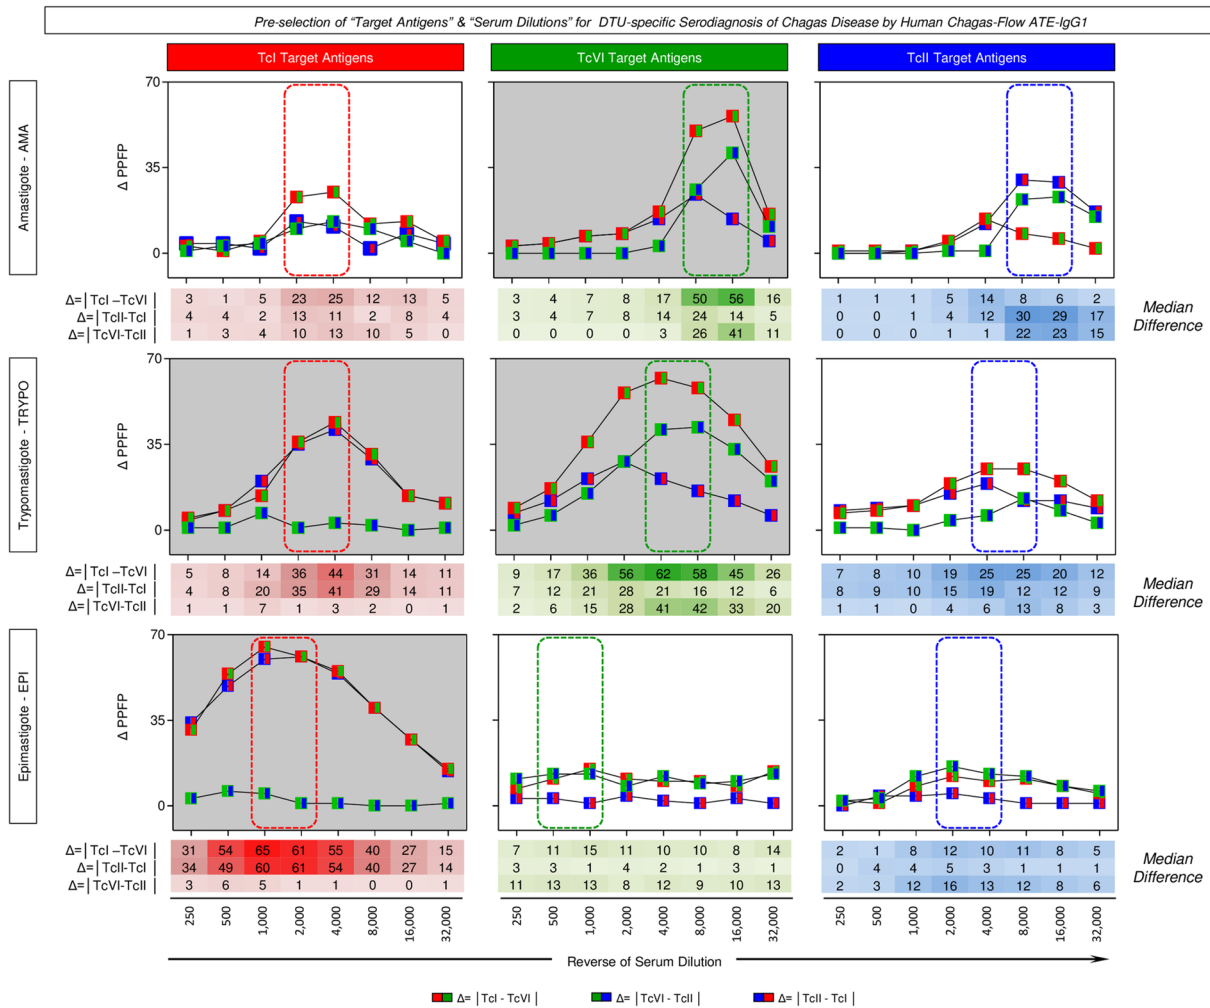 Pre-selection of “Target Antigens” & “Serum Dilutions” for DTU-specific Serodiagnosis of Chagas Disease by Human Chagas-Flow ATE-IgG1
TcI Target Antigens
TcVI Target Antigens
TcII Target Antigens
Amastigote - AMA
Δ PPFP
70
35
0
Δ=|TcI –TcVI| 3 1 5 23 25 12 13 5 3 4 7 8 17 50 56 16 1 1 1 5 14 8 6 2
Δ=|TcII-TcI| 4 4 2 13 11 2 8 4 3 4 7 8 14 24 14 5 0 0 1 4 12 30 29 17
Δ=|TcVI-TcII| 1 3 4 10 13 10 5 0 0 0 0 0 3 26 41 11 0 0 0 1 1 22 23 15
Median
Difference
Trypomastigote - TRYPO
Δ PPFP
70
35
0
Δ=|TcI –TcVI| 5 8 14 36 44 31 14 11 9 17 36 56 62 58 45 26 7 8 10 19 25 25 20 12
Δ=|TcII-TcI| 4 8 20 35 41 29 14 11 7 12 21 28 21 16 12 6 8 9 10 15 19 12 12 9
Δ=|TcVI-TcII| 1 1 7 1 3 2 0 1 2 6 15 28 41 42 33 20 1 1 0 4 6 13 8 3
Median
Difference
Epimastigote - EPI
Δ PPFP
70
35
0
Δ=|TcI –TcVI| 31 54 65 61 55 40 27 15 7 11 15 11 10 10 8 14 2 1 8 12 10 11 8 5
Δ=|TcII-TcI| 34 49 60 61 54 40 27 14 3 3 1 4 2 1 3 1 0 4 4 5 3 1 1 1
Δ=|TcVI-TcII| 3 6 5 1 1 0 0 1 11 13 13 8 12 9 10 13 2 3 12 16 13 12 8 6
Median
Difference
250 500 1,000 2,000 4,000 8,000 16,000 32,000 250 500 1,000 2,000 4,000 8,000 16,000 32,000 250 500 1,000 2,000 4,000 8,000 16,000 32,000
Reverse of Serum Dilution
Δ= |TcI - TcVI | Δ= |TcVI - TcII | Δ= |TcII - TcI |